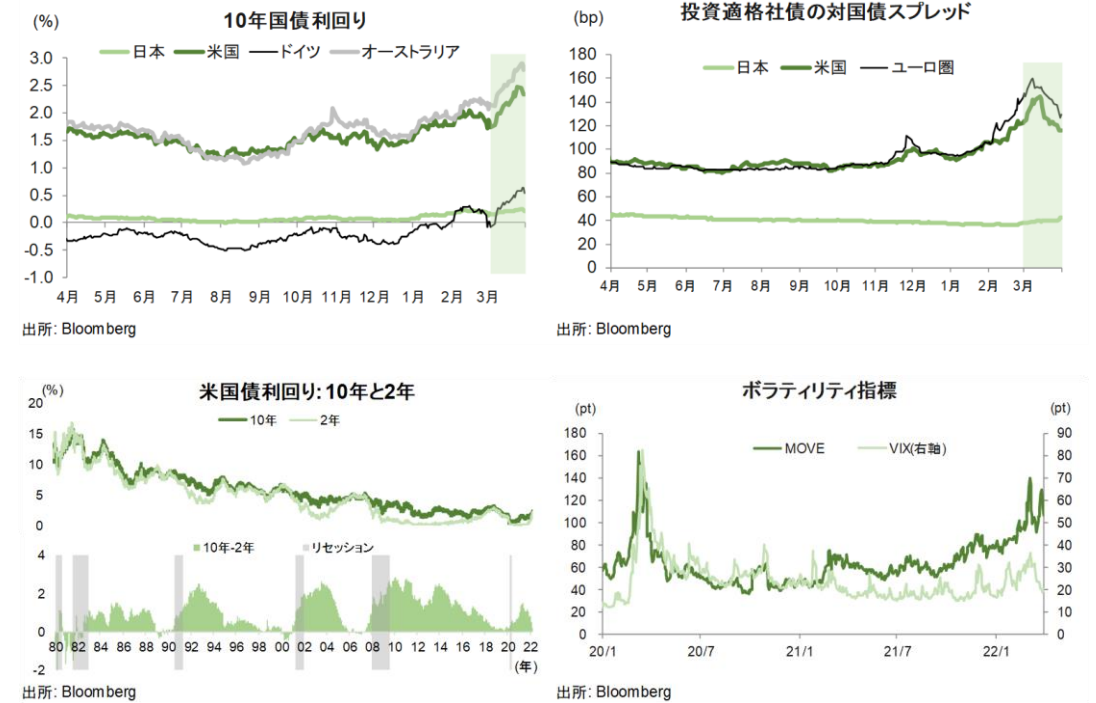 10年国債利回り
(%)
日本 米国 ドイツ オーストラリア
3.0
2.5
2.0
1.5
1.0
0.5
0.0
-0.5
-1.0
4月 5月 6月 7月 8月 9月 10月 11月 12月 1月 2月 3月
出所: Bloomberg
投資適格社債の対国債スプレッド
(bp)
日本 米国 ユーロ圏
180
160
140
120
100
80
60
40
20
0
4月 5月 6月 7月 8月 9月 10月 11月 12月 1月 2月 3月
出所: Bloomberg
米国債利回り: 10年と2年
(%)
10年 2年
20
15
10
5
0
10年-2年 リセッション
4
2
0
-2
80 82 84 86 88 90 92 94 96 98 00 02 04 06 08 10 12 14 16 18 20 22
(年)
出所: Bloomberg
ボラティリティ指標
(pt) (pt)
MOVE VIX(右軸)
180 90
160 80
140 70
120 60
100 50
80 40
60 30
40 20
20 10
0 0
20/1 20/7 21/1 21/7 22/1
出所: Bloomberg